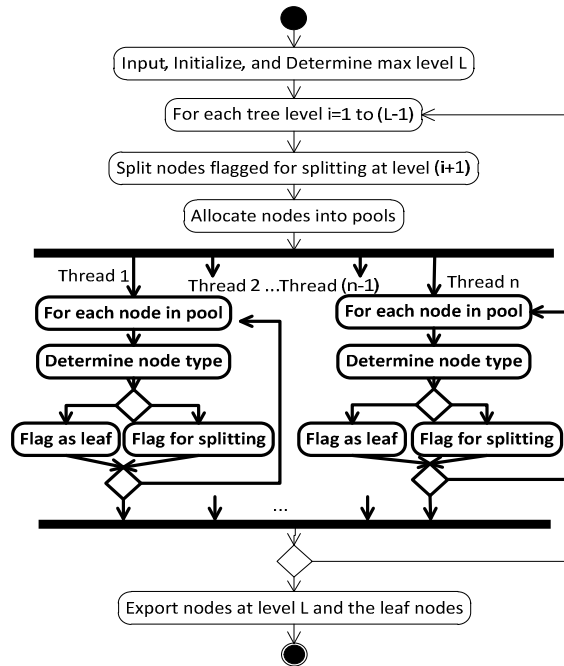 Input, Initialize, and Determine max level L
For each tree level i=1 to (L-1)
Split nodes flagged for splitting at level (i+1)
Allocate nodes into pools
Thread 1
Thread 2 ...Thread (n-1)
Thread n
For each node in pool
For each node in pool
Determine node type
Determine node type
Flag as leaf
Flag for splitting
Flag as leaf
Flag for splitting
...
Export nodes at level L and the leaf nodes